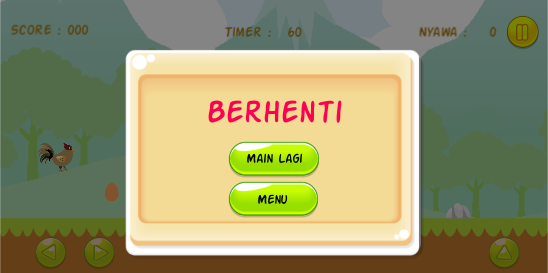 SCORE : 000
TIMER : 60
NYAWA : 0
BERHENTI
MAIN LAGI
MENU